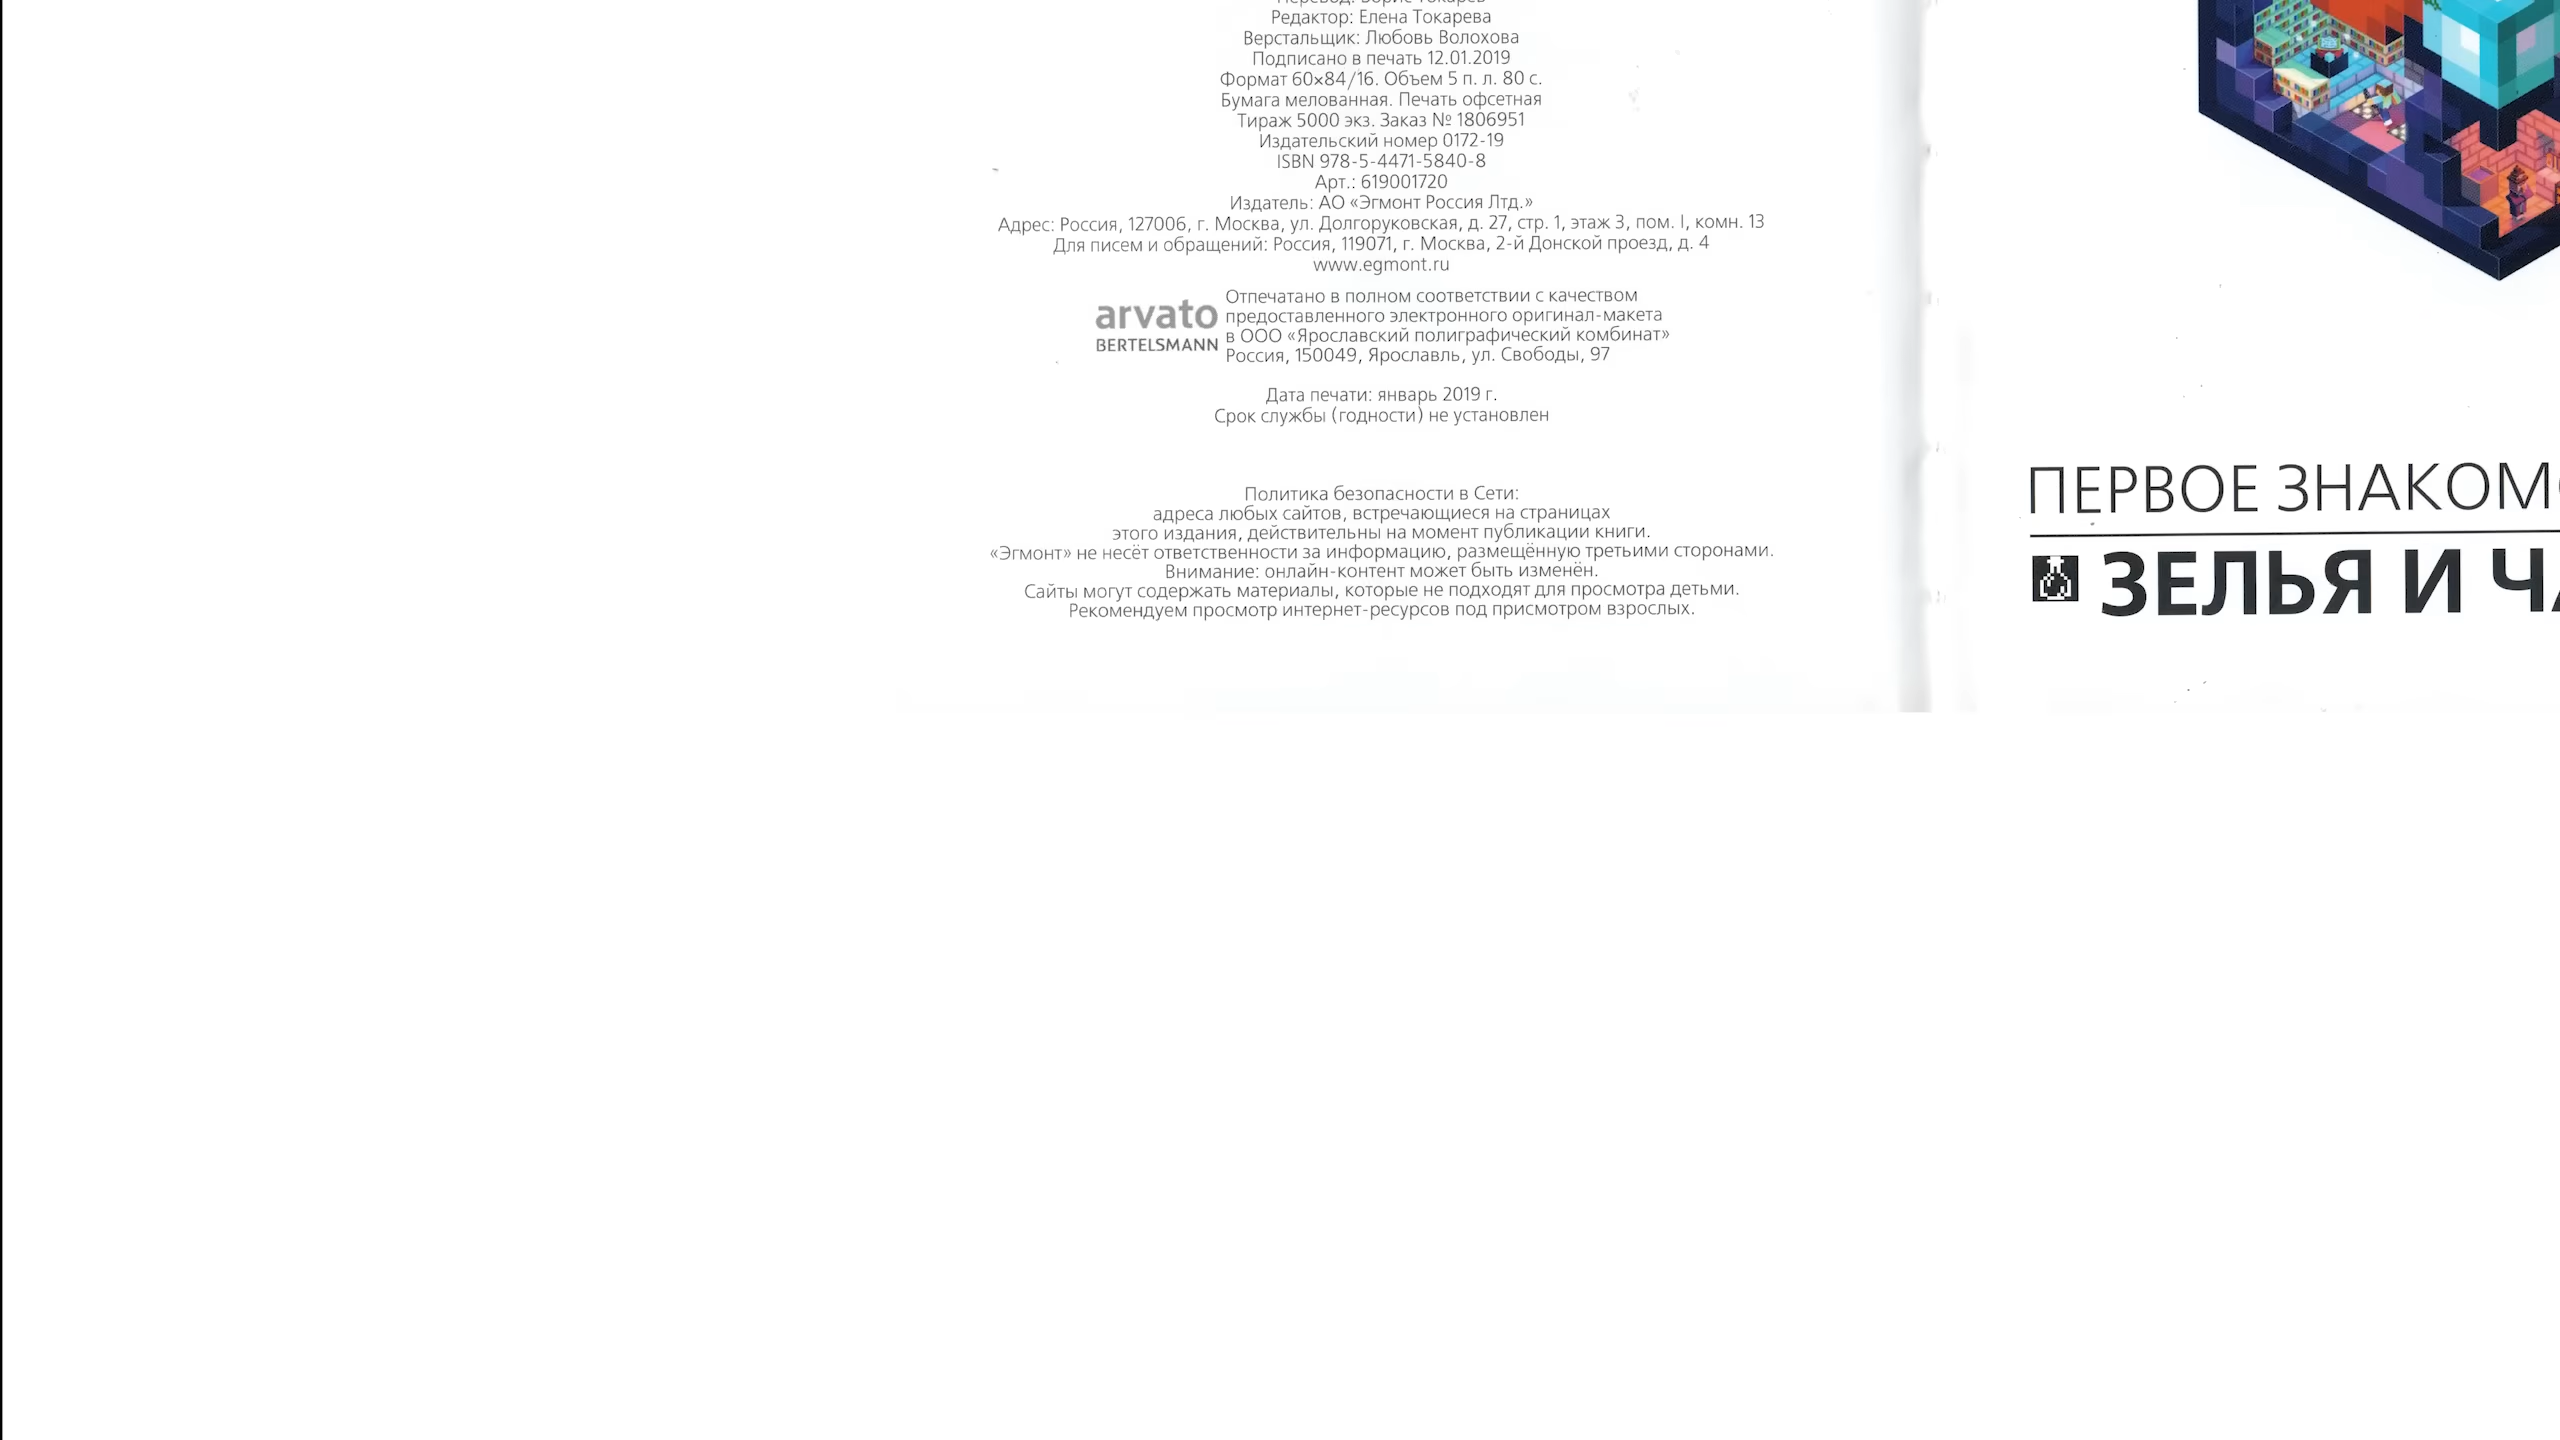 Редактор: Елена Токарева
Верстальщик: Любовь Волохова
Подписано в печать 12.01.2019
Формат 60×84/16. Объем 5 п. л. 80 с.
Бумага мелованная. Печать офсетная
Тираж 5000 экз. Заказ № 1806951
Издательский номер 0172-19
ISBN 978-5-4471-5840-8
Арт.: 619001720
Издатель: АО «Эгмонт Россия Лтд.»
Адрес: Россия, 127006, г. Москва, ул. Долгоруковская, д. 27, стр. 1, этаж 3, пом. I, комн. 13
Для писем и обращений: Россия, 119071, г. Москва, 2-й Донской проезд, д. 4
www.egmont.ru
arvato
BERTELSMANN
Отпечатано в полном соответствии с качеством
предоставленного электронного оригинал-макета
в ООО «Ярославский полиграфический комбинат»
Россия, 150049, Ярославль, ул. Свободы, 97
Дата печати: январь 2019 г.
Срок службы (годности) не установлен
Политика безопасности в Сети:
адреса любых сайтов, встречающиеся на страницах
этого издания, действительны на момент публикации книги.
«Эгмонт» не несёт ответственности за информацию, размещённую третьими сторонами.
Внимание: онлайн-контент может быть изменён.
Сайты могут содержать материалы, которые не подходят для просмотра детьми.
Рекомендуем просмотр интернет-ресурсов под присмотром взрослых.
ПЕРВОЕ ЗНАКОМ
ЗЕЛЬЯ И Ч